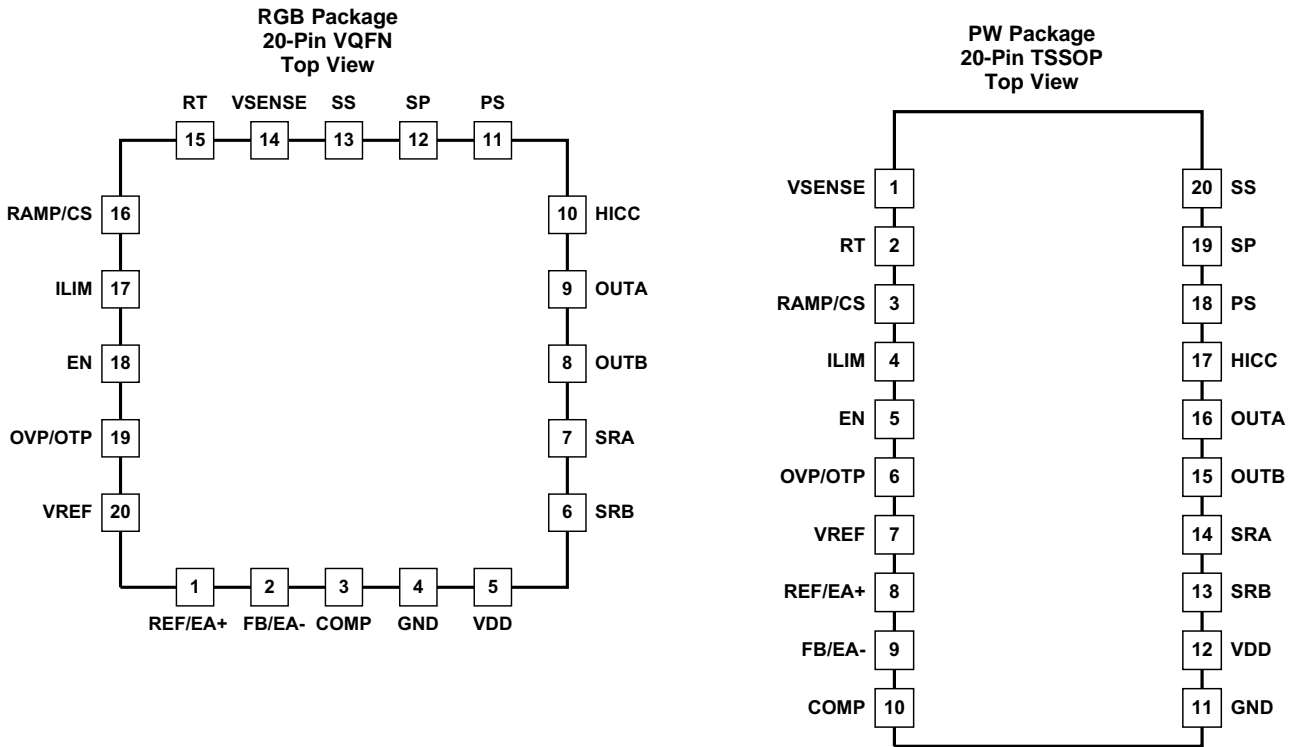 RGB Package
20-Pin VQFN
Top View
RT VSENSE SS SP PS
15 14 13 12 11
RAMP/CS 16 10 HICC
ILIM 17 9 OUTA
EN 18 8 OUTB
OVP/OTP 19 7 SRA
VREF 20 6 SRB
1 2 3 4 5
REF/EA+ FB/EA- COMP GND VDD
PW Package
20-Pin TSSOP
Top View
VSENSE 1 20 SS
RT 2 19 SP
RAMP/CS 3 18 PS
ILIM 4 17 HICC
EN 5 16 OUTA
OVP/OTP 6 15 OUTB
VREF 7 14 SRA
REF/EA+ 8 13 SRB
FB/EA- 9 12 VDD
COMP 10 11 GND